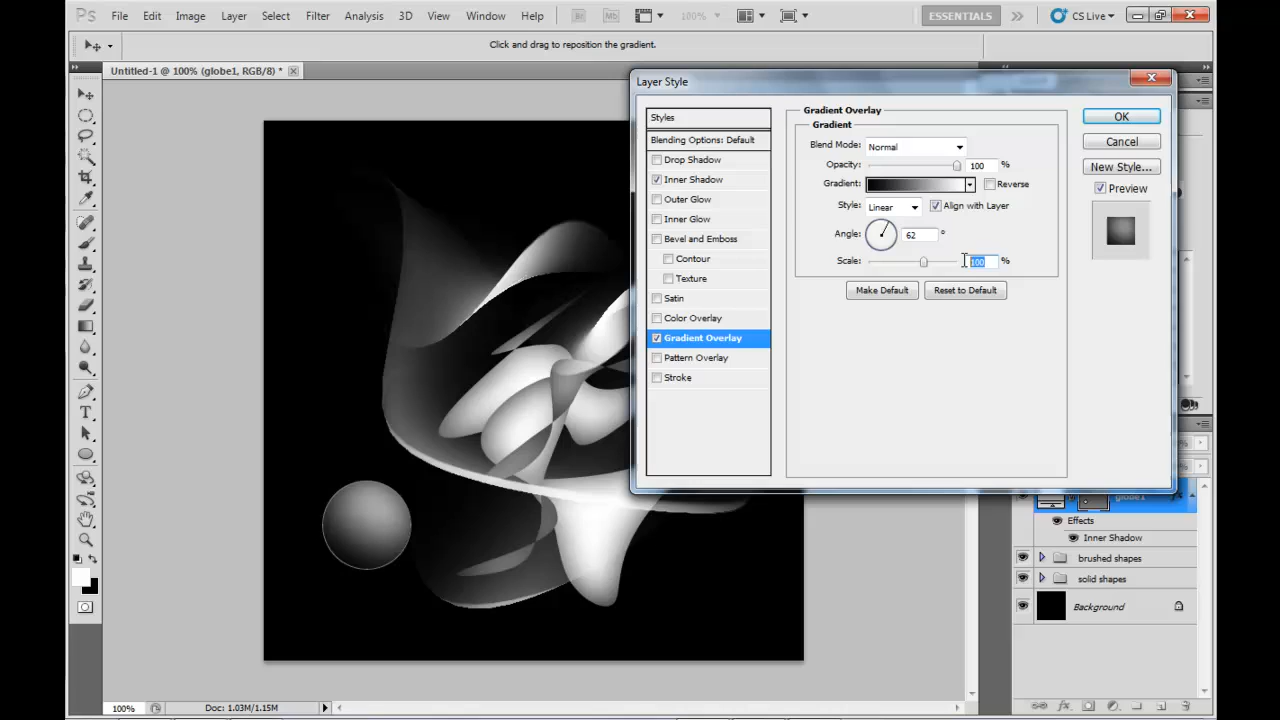 Ps File Edit Image Layer Select Filter Analysis 3D View Window Help Br Mb 100% ESSENTIALS CS Live
Click and drag to reposition the gradient.
Untitled-1 @ 100% (globe1, RGB/8) *
Layer Style
Styles
Blending Options: Default
Drop Shadow
Inner Shadow
Outer Glow
Inner Glow
Bevel and Emboss
Contour
Texture
Satin
Color Overlay
Gradient Overlay
Pattern Overlay
Stroke
Gradient Overlay
Gradient
Blend Mode: Normal
Opacity: 100 %
Gradient: Reverse
Style: Linear Align with Layer
Angle: 62 °
Scale: 100 %
Make Default Reset to Default
OK
Cancel
New Style...
Preview
globe1
Effects
Inner Shadow
brushed shapes
solid shapes
Background
100% Doc: 1.03M/1.15M